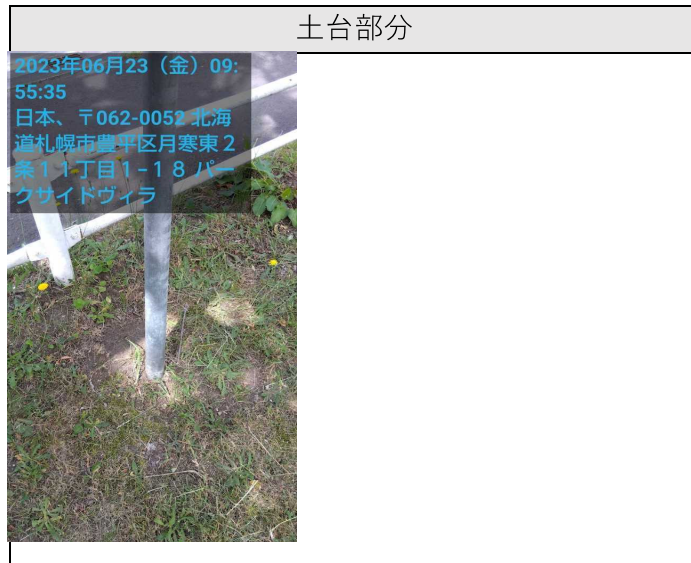 土台部分
2023年06月23（金）09:
55:35
日本、〒062-0052 北海
道札幌市豊平区月寒東２
条１１丁目１−１８ パー
クサイドヴィラ